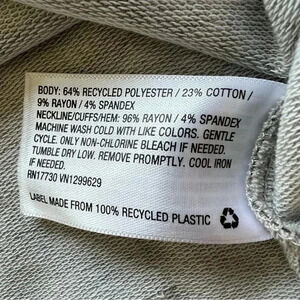 BODY: 64% RECYCLED POLYESTER / 23% COTTON /
9% RAYON / 4% SPANDEX
NECKLINE/CUFFS/HEM: 96% RAYON / 4% SPANDEX
MACHINE WASH COLD WITH LIKE COLORS. GENTLE
CYCLE. ONLY NON-CHLORINE BLEACH IF NEEDED.
TUMBLE DRY LOW. REMOVE PROMPTLY. COOL IRON
IF NEEDED.
RN17730 VN1299629
LABEL MADE FROM 100% RECYCLED PLASTIC